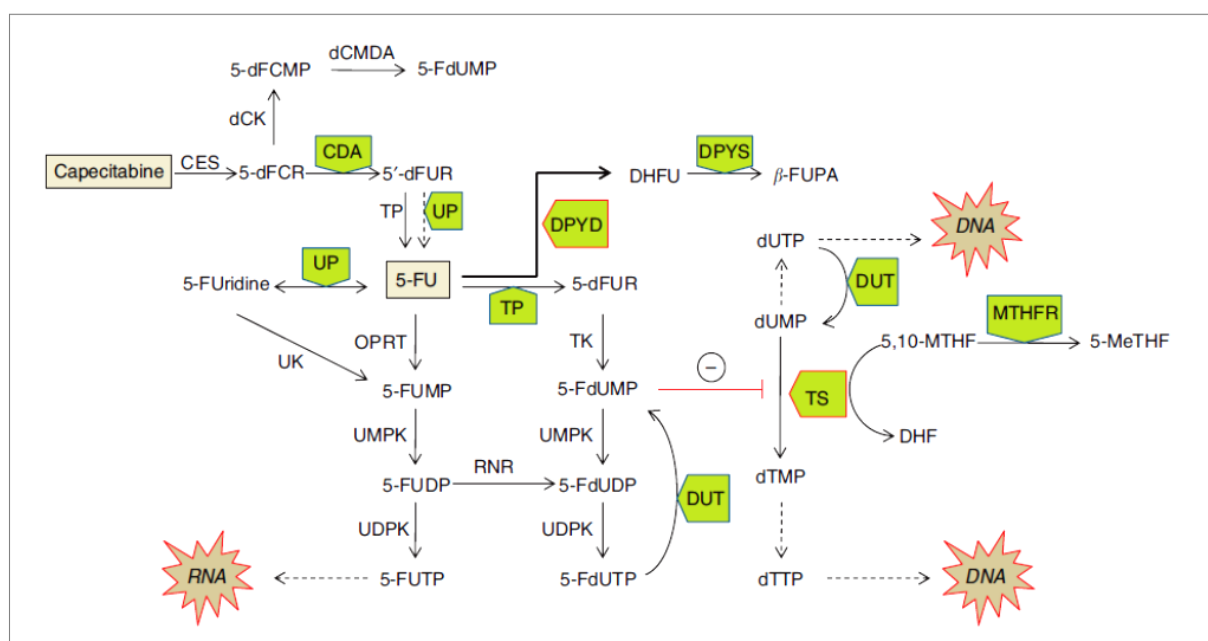 dCMDA
5-dFCMP
5-FdUMP
dCK
CES
CDA
DPYS
Capecitabine
5-dFCR
5′-dFUR
DHFU
β-FUPA
TP
UP
DPYD
DNA
dUTP
UP
5-FUridine
5-FU
5-dFUR
DUT
TP
MTHFR
dUMP
5,10-MTHF
5-MeTHF
OPRT
TK
UK
−
5-FUMP
5-FdUMP
TS
DHF
UMPK
UMPK
RNR
dTMP
5-FUDP
5-FdUDP
DUT
UDPK
UDPK
RNA
5-FUTP
5-FdUTP
dTTP
DNA